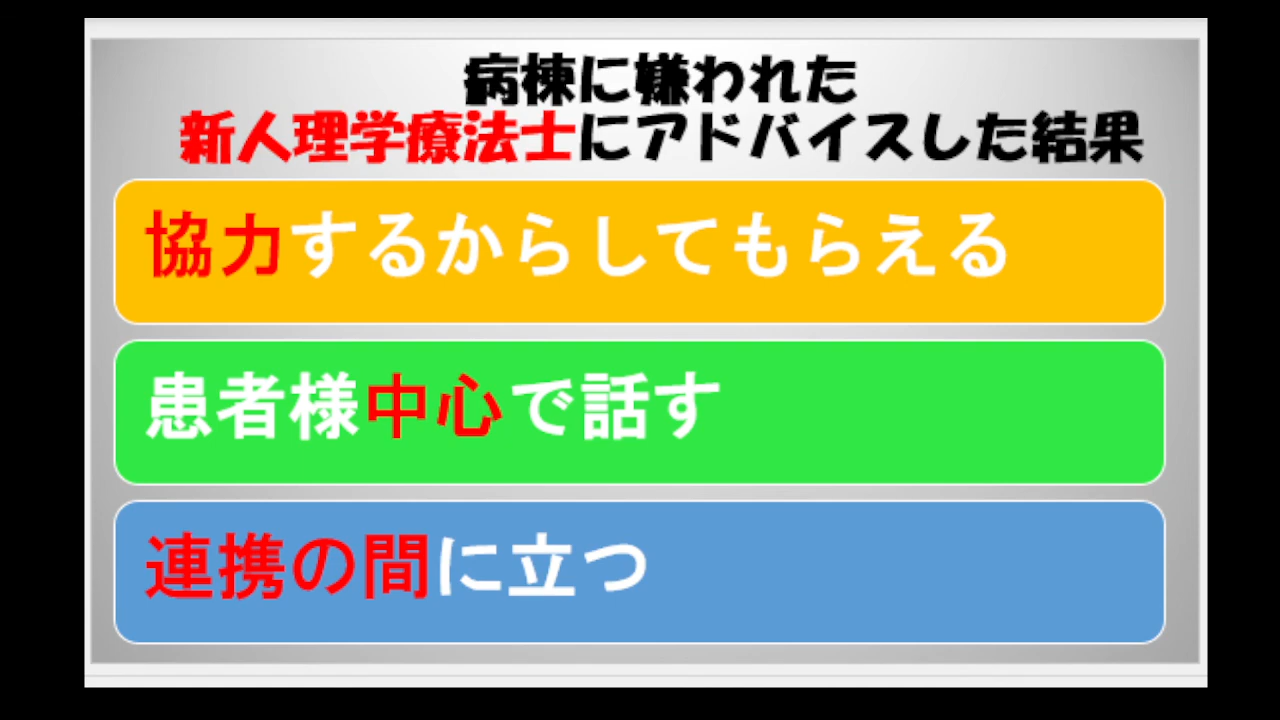 病棟に嫌われた
新人理学療法士にアドバイスした結果
協力するからしてもらえる
患者様中心で話す
連携の間に立つ